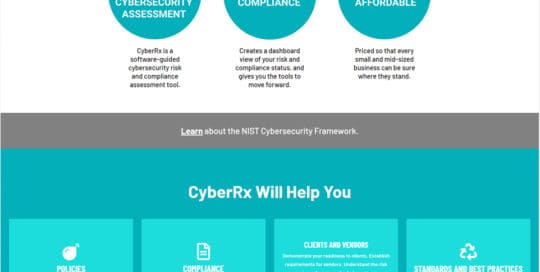 CYBERSECURITY
ASSESSMENT
COMPLIANCE
AFFORDABLE
CyberRx is a
software-guided
cybersecurity risk
and compliance
assessment tool.
Creates a dashboard
view of your risk and
compliance status, and
gives you the tools to
move forward.
Priced so that every
small and mid-sized
business can be sure
where they stand.
Learn about the NIST Cybersecurity Framework.
CyberRx Will Help You
POLICIES
COMPLIANCE
CLIENTS AND VENDORS
Demonstrate your readiness to clients. Establish
requirements for vendors. Understand the risk
STANDARDS AND BEST PRACTICES